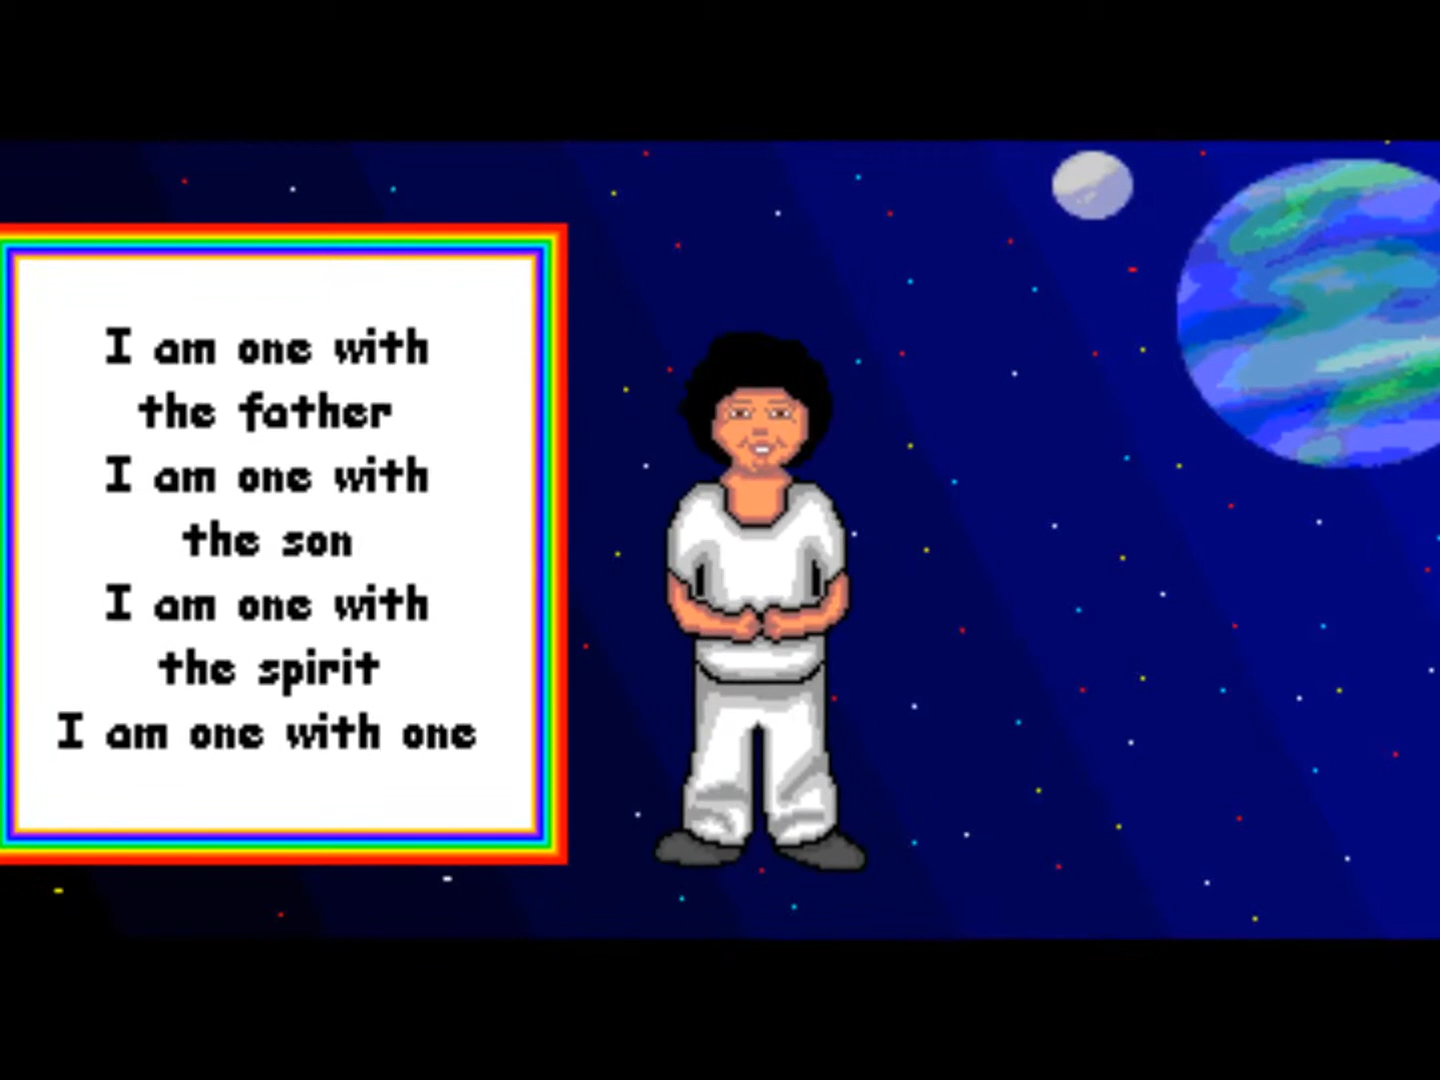 I am one with
the father
I am one with
the son
I am one with
the spirit
I am one with one